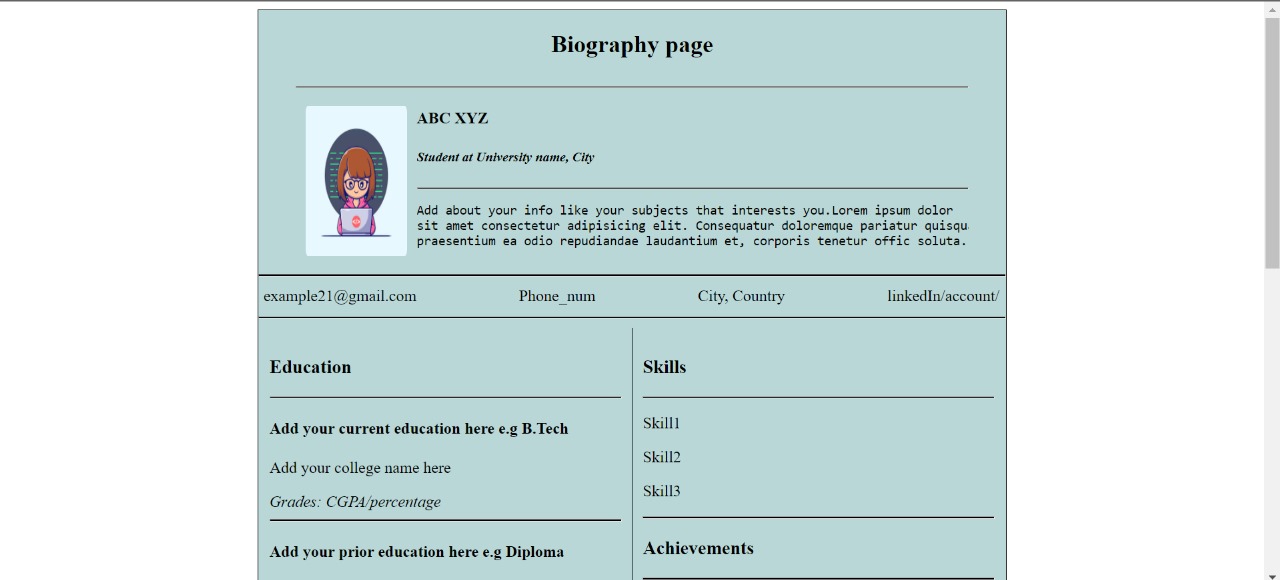 Biography page
ABC XYZ
Student at University name, City
Add about your info like your subjects that interests you.Lorem ipsum dolor
sit amet consectetur adipisicing elit. Consequatur doloremque pariatur quisqu
praesentium ea odio repudiandae laudantium et, corporis tenetur offic soluta.
example21@gmail.com Phone_num City, Country linkedIn/account/
Education
Add your current education here e.g B.Tech
Add your college name here
Grades: CGPA/percentage
Add your prior education here e.g Diploma
Skills
Skill1
Skill2
Skill3
Achievements